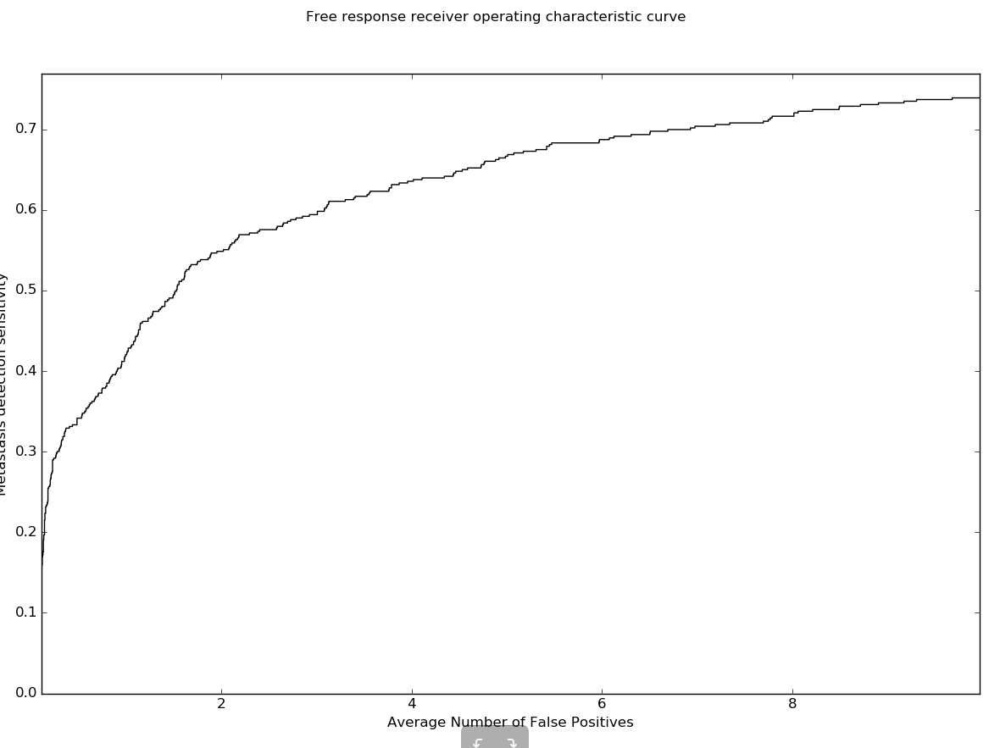 Free response receiver operating characteristic curve
0.7
0.6
0.5
0.4
0.3
0.2
0.1
0.0
Metastasis detection sensitivity
2 4 6 8
Average Number of False Positives